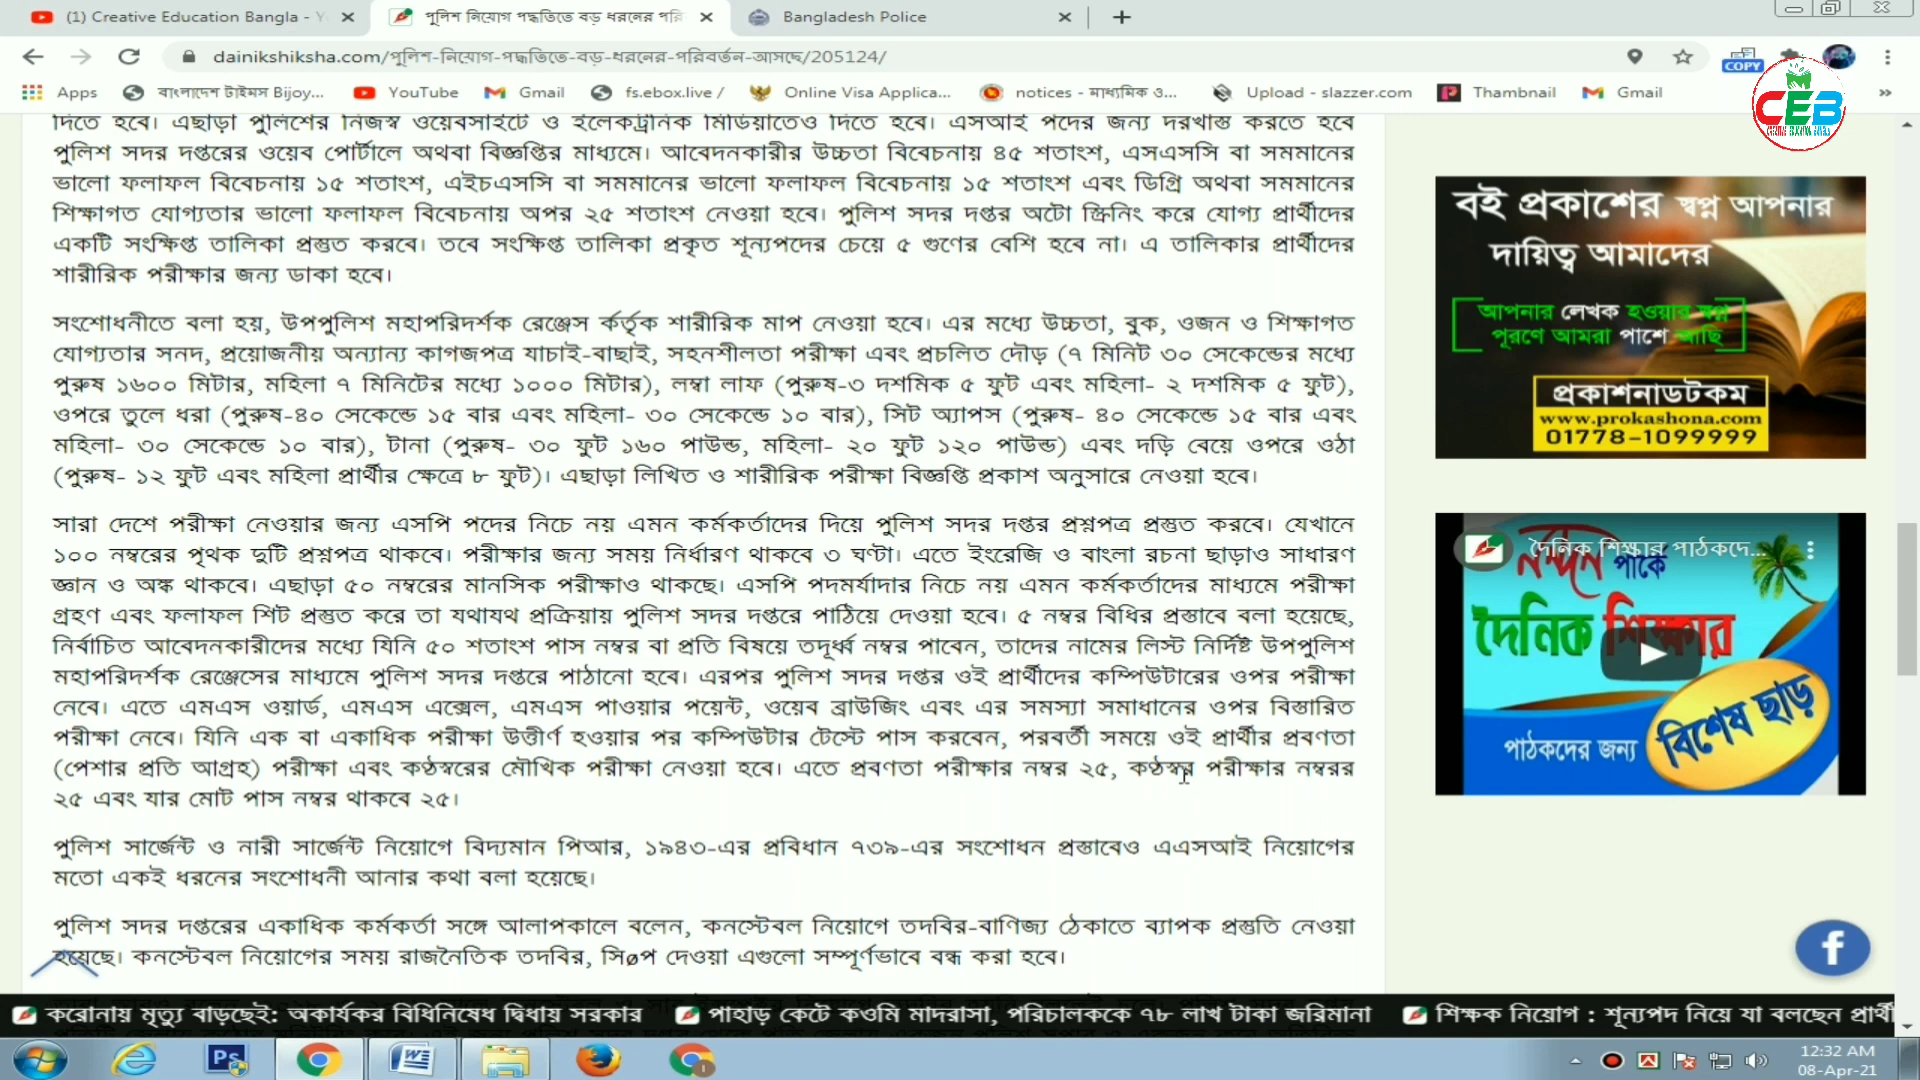 (1) Creative Education Bangla - Y
পুলিশ নিয়োগ পদ্ধতিতে বড় ধরনের পরি
Bangladesh Police
dainikshiksha.com/পুলিশ-নিয়োগ-পদ্ধতিতে-বড়-ধরনের-পরিবর্তন-আসছে/205124/
COPY
Apps
বাংলাদেশ টাইমস Bijoy...
YouTube
Gmail
fs.ebox.live /
Online Visa Applica...
notices - মাধ্যমিক ও...
Upload - slazzer.com
Thambnail
Gmail
CEB
দিতে হবে। এছাড়া পুলিশের নিজস্ব ওয়েবসাইটে ও ইলেকট্রনিক মিডিয়াতেও দিতে হবে। এসআই পদের জন্য দরখাস্ত করতে হবে
পুলিশ সদর দপ্তরের ওয়েব পোর্টালে অথবা বিজ্ঞপ্তির মাধ্যমে। আবেদনকারীর উচ্চতা বিবেচনায় ৪৫ শতাংশ, এসএসসি বা সমমানের
ভালো ফলাফল বিবেচনায় ১৫ শতাংশ, এইচএসসি বা সমমানের ভালো ফলাফল বিবেচনায় ১৫ শতাংশ এবং ডিগ্রি অথবা সমমানের
শিক্ষাগত যোগ্যতার ভালো ফলাফল বিবেচনায় অপর ২৫ শতাংশ নেওয়া হবে। পুলিশ সদর দপ্তর অটো স্ক্রিনিং করে যোগ্য প্রার্থীদের
একটি সংক্ষিপ্ত তালিকা প্রস্তুত করবে। তবে সংক্ষিপ্ত তালিকা প্রকৃত শূন্যপদের চেয়ে ৫ গুণের বেশি হবে না। এ তালিকার প্রার্থীদের
শারীরিক পরীক্ষার জন্য ডাকা হবে।
সংশোধনীতে বলা হয়, উপপুলিশ মহাপরিদর্শক রেঞ্জেস র্কর্তৃক শারীরিক মাপ নেওয়া হবে। এর মধ্যে উচ্চতা, বুক, ওজন ও শিক্ষাগত
যোগ্যতার সনদ, প্রয়োজনীয় অন্যান্য কাগজপত্র যাচাই-বাছাই, সহনশীলতা পরীক্ষা এবং প্রচলিত দৌড় (৭ মিনিট ৩০ সেকেন্ডের মধ্যে
পুরুষ ১৬০০ মিটার, মহিলা ৭ মিনিটের মধ্যে ১০০০ মিটার), লম্বা লাফ (পুরুষ-৩ দশমিক ৫ ফুট এবং মহিলা- ২ দশমিক ৫ ফুট),
ওপরে তুলে ধরা (পুরুষ-৪০ সেকেন্ডে ১৫ বার এবং মহিলা- ৩০ সেকেন্ডে ১০ বার), সিট অ্যাপস (পুরুষ- ৪০ সেকেন্ডে ১৫ বার এবং
মহিলা- ৩০ সেকেন্ডে ১০ বার), টানা (পুরুষ- ৩০ ফুট ১৬০ পাউন্ড, মহিলা- ২০ ফুট ১২০ পাউন্ড) এবং দড়ি বেয়ে ওপরে ওঠা
(পুরুষ- ১২ ফুট এবং মহিলা প্রার্থীর ক্ষেত্রে ৮ ফুট)। এছাড়া লিখিত ও শারীরিক পরীক্ষা বিজ্ঞপ্তি প্রকাশ অনুসারে নেওয়া হবে।
সারা দেশে পরীক্ষা নেওয়ার জন্য এসপি পদের নিচে নয় এমন কর্মকর্তাদের দিয়ে পুলিশ সদর দপ্তর প্রশ্নপত্র প্রস্তুত করবে। যেখানে
১০০ নম্বরের পৃথক দুটি প্রশ্নপত্র থাকবে। পরীক্ষার জন্য সময় নির্ধারণ থাকবে ৩ ঘণ্টা। এতে ইংরেজি ও বাংলা রচনা ছাড়াও সাধারণ
জ্ঞান ও অঙ্ক থাকবে। এছাড়া ৫০ নম্বরের মানসিক পরীক্ষাও থাকছে। এসপি পদমর্যাদার নিচে নয় এমন কর্মকর্তাদের মাধ্যমে পরীক্ষা
গ্রহণ এবং ফলাফল শিট প্রস্তুত করে তা যথাযথ প্রক্রিয়ায় পুলিশ সদর দপ্তরে পাঠিয়ে দেওয়া হবে। ৫ নম্বর বিধির প্রস্তাবে বলা হয়েছে,
নির্বাচিত আবেদনকারীদের মধ্যে যিনি ৫০ শতাংশ পাস নম্বর বা প্রতি বিষয়ে তদূর্ধ্ব নম্বর পাবেন, তাদের নামের লিস্ট নির্দিষ্ট উপপুলিশ
মহাপরিদর্শক রেঞ্জেসের মাধ্যমে পুলিশ সদর দপ্তরে পাঠানো হবে। এরপর পুলিশ সদর দপ্তর ওই প্রার্থীদের কম্পিউটারের ওপর পরীক্ষা
নেবে। এতে এমএস ওয়ার্ড, এমএস এক্সেল, এমএস পাওয়ার পয়েন্ট, ওয়েব ব্রাউজিং এবং এর সমস্যা সমাধানের ওপর বিস্তারিত
পরীক্ষা নেবে। যিনি এক বা একাধিক পরীক্ষা উত্তীর্ণ হওয়ার পর কম্পিউটার টেস্টে পাস করবেন, পরবর্তী সময়ে ওই প্রার্থীর প্রবণতা
(পেশার প্রতি আগ্রহ) পরীক্ষা এবং কণ্ঠস্বরের মৌখিক পরীক্ষা নেওয়া হবে। এতে প্রবণতা পরীক্ষার নম্বর ২৫, কণ্ঠস্বর পরীক্ষার নম্বরর
২৫ এবং যার মোট পাস নম্বর থাকবে ২৫।
পুলিশ সার্জেন্ট ও নারী সার্জেন্ট নিয়োগে বিদ্যমান পিআর, ১৯৪৩-এর প্রবিধান ৭৩৯-এর সংশোধন প্রস্তাবেও এএসআই নিয়োগের
মতো একই ধরনের সংশোধনী আনার কথা বলা হয়েছে।
পুলিশ সদর দপ্তরের একাধিক কর্মকর্তা সঙ্গে আলাপকালে বলেন, কনস্টেবল নিয়োগে তদবির-বাণিজ্য ঠেকাতে ব্যাপক প্রস্তুতি নেওয়া
হয়েছে। কনস্টেবল নিয়োগের সময় রাজনৈতিক তদবির, সিøপ দেওয়া এগুলো সম্পূর্ণভাবে বন্ধ করা হবে।
বই প্রকাশের স্বপ্ন আপনার
দায়িত্ব আমাদের
আপনার লেখক হওয়ার স্বপ্ন
পূরণে আমরা পাশে আছি
প্রকাশনাডটকম
www.prokashona.com
01778-1099999
দৈনিক শিক্ষার পাঠকদে...
নন্দন পার্কে
দৈনিক শিক্ষার
পাঠকদের জন্য
বিশেষ ছাড়
f
করোনায় মৃত্যু বাড়ছেই: অকার্যকর বিধিনিষেধ দ্বিধায় সরকার
পাহাড় কেটে কওমি মাদরাসা, পরিচালককে ৭৮ লাখ টাকা জরিমানা
শিক্ষক নিয়োগ : শূন্যপদ নিয়ে যা বলছেন প্রার্থী
Ps
12:32 AM
08-Apr-21